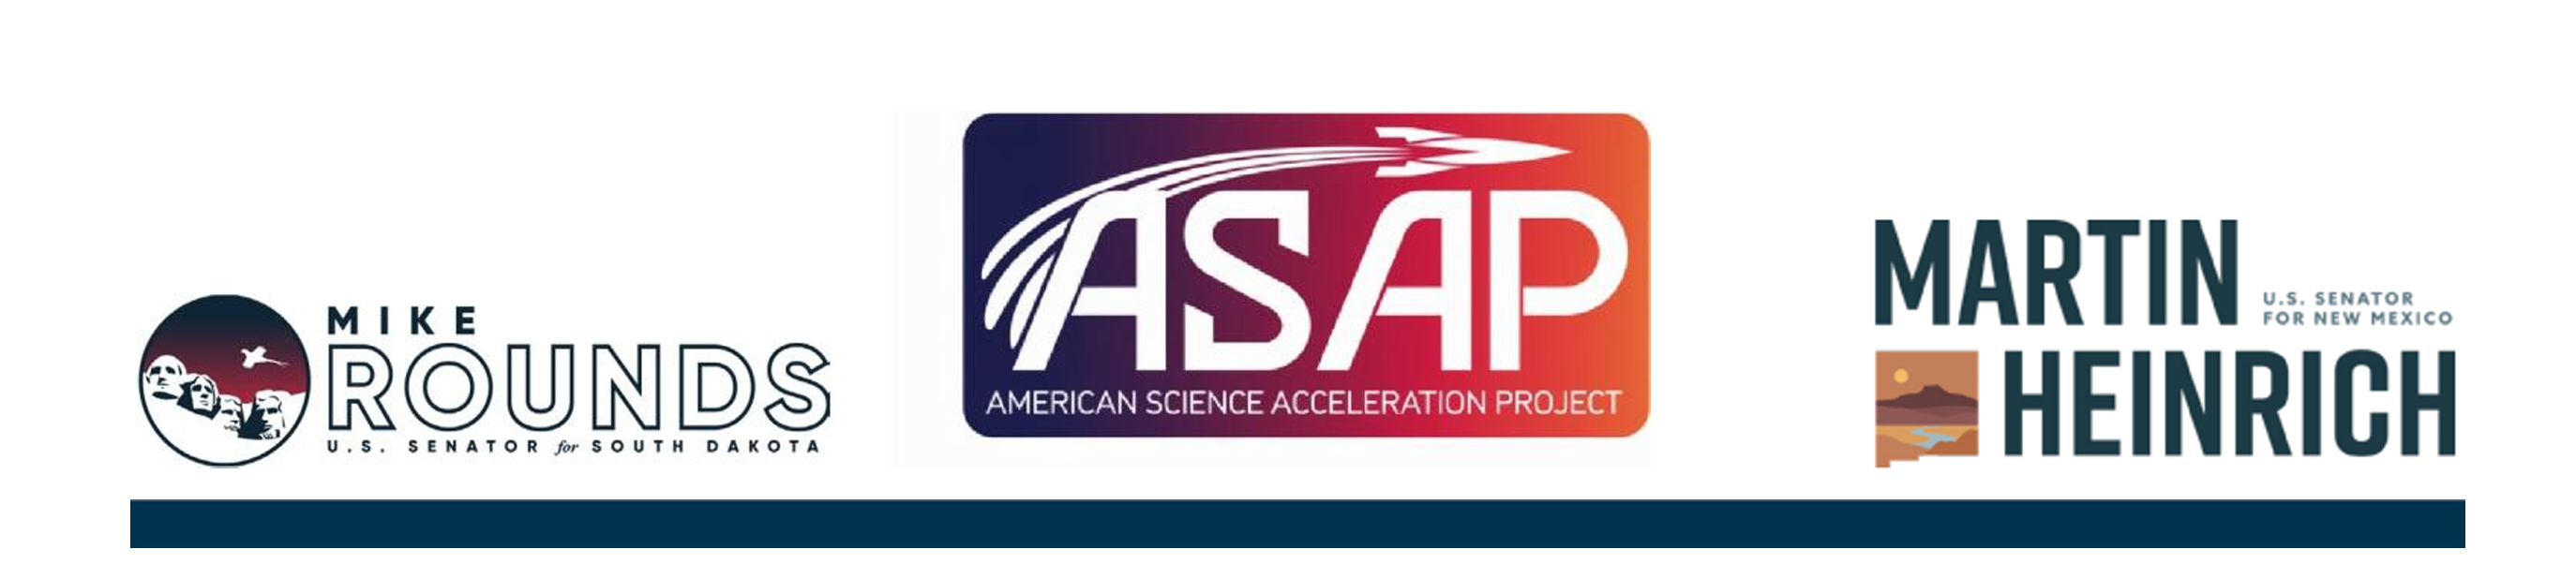 MIKE
ROUNDS
U.S. SENATOR for SOUTH DAKOTA
ASAP
AMERICAN SCIENCE ACCELERATION PROJECT
MARTIN
U.S. SENATOR
FOR NEW MEXICO
HEINRICH